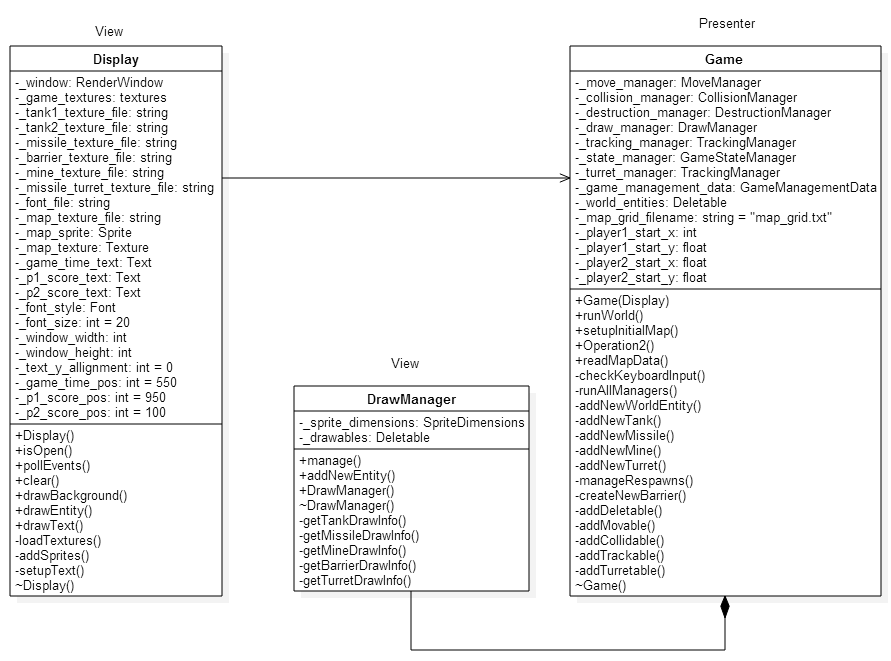 View
Display
-_window: RenderWindow
-_game_textures: textures
-_tank1_texture_file: string
-_tank2_texture_file: string
-_missile_texture_file: string
-_barrier_texture_file: string
-_mine_texture_file: string
-_missile_turret_texture_file: string
-_font_file: string
-_map_texture_file: string
-_map_sprite: Sprite
-_map_texture: Texture
-_game_time_text: Text
-_p1_score_text: Text
-_p2_score_text: Text
-_font_style: Font
-_font_size: int = 20
-_window_width: int
-_window_height: int
-_text_y_allignment: int = 0
-_game_time_pos: int = 550
-_p1_score_pos: int = 950
-_p2_score_pos: int = 100
+Display()
+isOpen()
+pollEvents()
+clear()
+drawBackground()
+drawEntity()
+drawText()
-loadTextures()
-addSprites()
-setupText()
~Display()
View
DrawManager
-_sprite_dimensions: SpriteDimensions
-_drawables: Deletable
+manage()
+addNewEntity()
+DrawManager()
~DrawManager()
-getTankDrawInfo()
-getMissileDrawInfo()
-getMineDrawInfo()
-getBarrierDrawInfo()
-getTurretDrawInfo()
Presenter
Game
-_move_manager: MoveManager
-_collision_manager: CollisionManager
-_destruction_manager: DestructionManager
-_draw_manager: DrawManager
-_tracking_manager: TrackingManager
-_state_manager: GameStateManager
-_turret_manager: TrackingManager
-_game_management_data: GameManagementData
-_world_entities: Deletable
-_map_grid_filename: string = "map_grid.txt"
-_player1_start_x: int
-_player1_start_y: float
-_player2_start_x: float
-_player2_start_y: float
+Game(Display)
+runWorld()
+setupInitialMap()
+Operation2()
+readMapData()
-checkKeyboardInput()
-runAllManagers()
-addNewWorldEntity()
-addNewTank()
-addNewMissile()
-addNewMine()
-addNewTurret()
-manageRespawns()
-createNewBarrier()
-addDeletable()
-addMovable()
-addCollidable()
-addTrackable()
-addTurretable()
~Game()